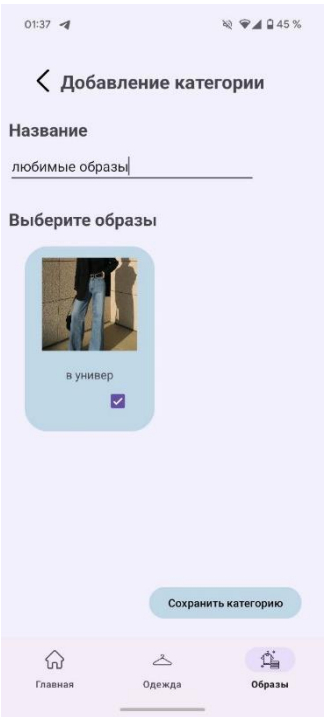 01:37 45 %
Добавление категории
Название
любимые образы
Выберите образы
в универ
Сохранить категорию
Главная Одежда Образы